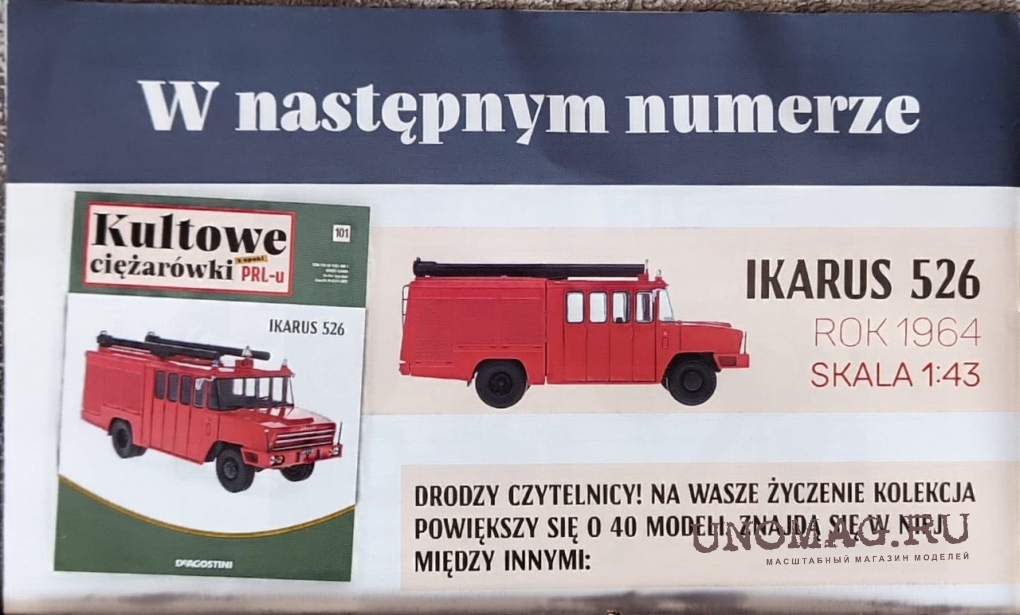 W następnym numerze
Kultowe
ciężarówki
z epoki
PRL-u
101
IKARUS 526
DEAGOSTINI
IKARUS 526
ROK 1964
SKALA 1:43
DRODZY CZYTELNICY! NA WASZE ŻYCZENIE KOLEKCJA
POWIĘKSZY SIĘ O 40 MODELI. ZNAJDĄ SIĘ W NIEJ
MIĘDZY INNYMI:
UNOMAG.RU
МАСШТАБНЫЙ МАГАЗИН МОДЕЛЕЙ